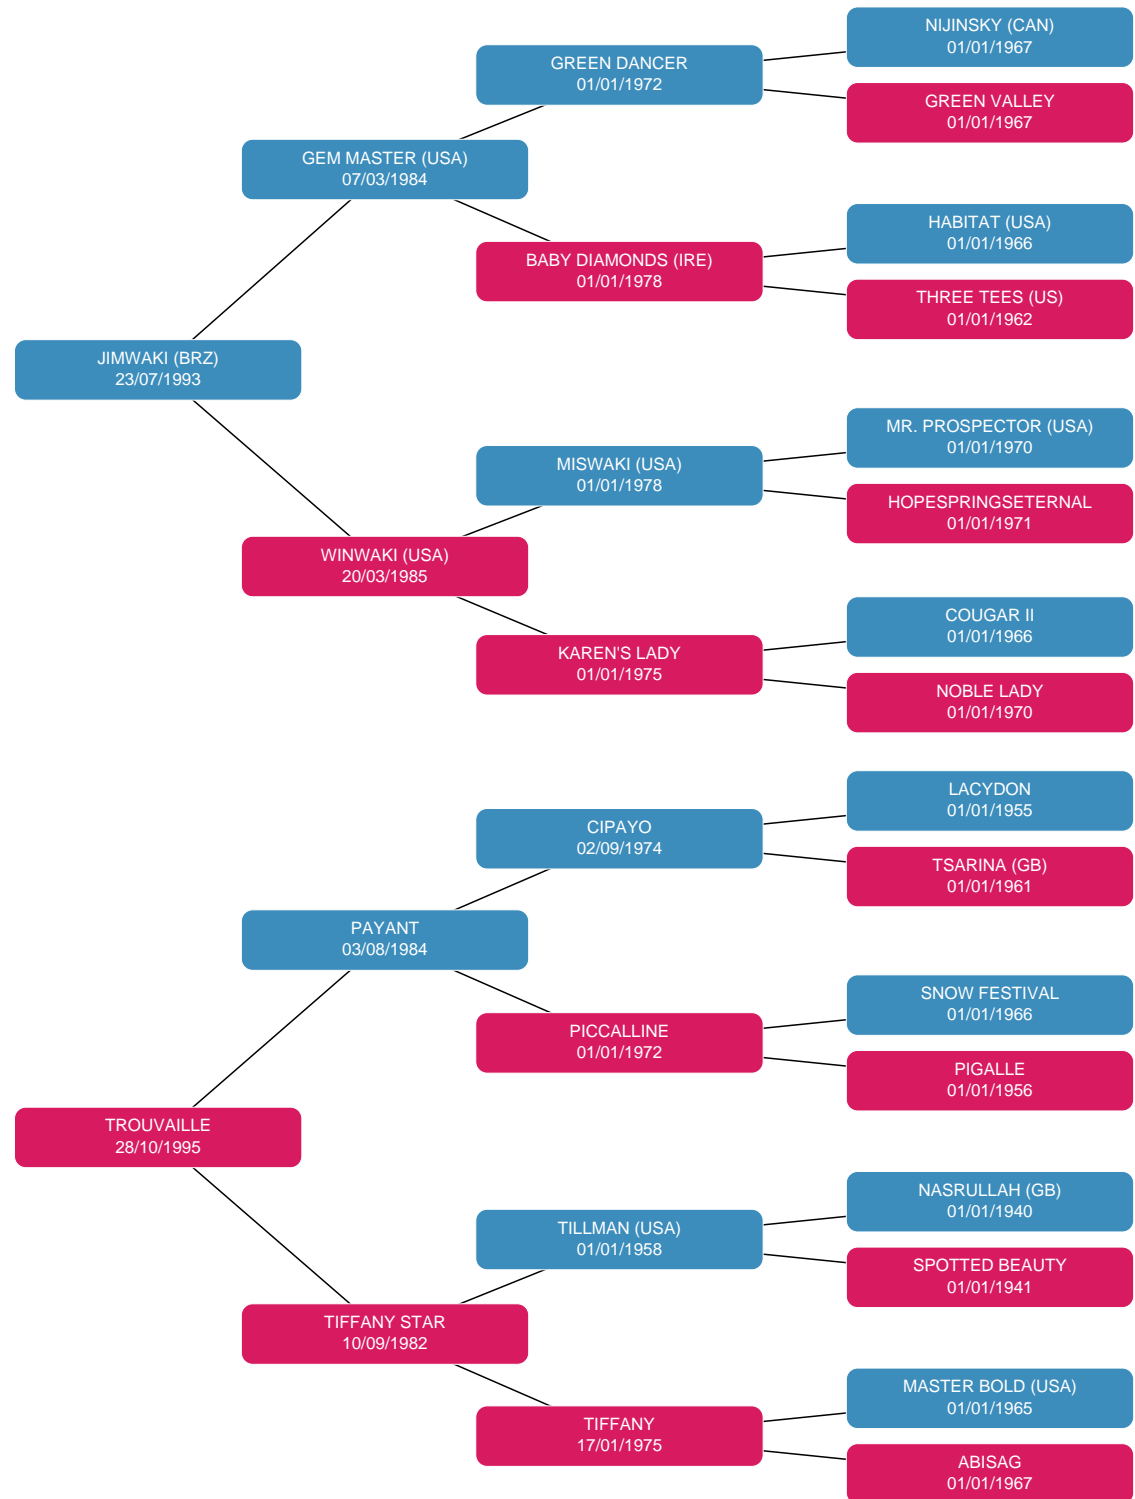 NIJINSKY (CAN)
01/01/1967
GREEN DANCER
01/01/1972
GREEN VALLEY
01/01/1967
GEM MASTER (USA)
07/03/1984
HABITAT (USA)
01/01/1966
BABY DIAMONDS (IRE)
01/01/1978
THREE TEES (US)
01/01/1962
JIMWAKI (BRZ)
23/07/1993
MR. PROSPECTOR (USA)
01/01/1970
MISWAKI (USA)
01/01/1978
HOPESPRINGSETERNAL
01/01/1971
WINWAKI (USA)
20/03/1985
COUGAR II
01/01/1966
KAREN'S LADY
01/01/1975
NOBLE LADY
01/01/1970
LACYDON
01/01/1955
CIPAYO
02/09/1974
TSARINA (GB)
01/01/1961
PAYANT
03/08/1984
SNOW FESTIVAL
01/01/1966
PICCALLINE
01/01/1972
PIGALLE
01/01/1956
TROUVAILLE
28/10/1995
NASRULLAH (GB)
01/01/1940
TILLMAN (USA)
01/01/1958
SPOTTED BEAUTY
01/01/1941
TIFFANY STAR
10/09/1982
MASTER BOLD (USA)
01/01/1965
TIFFANY
17/01/1975
ABISAG
01/01/1967